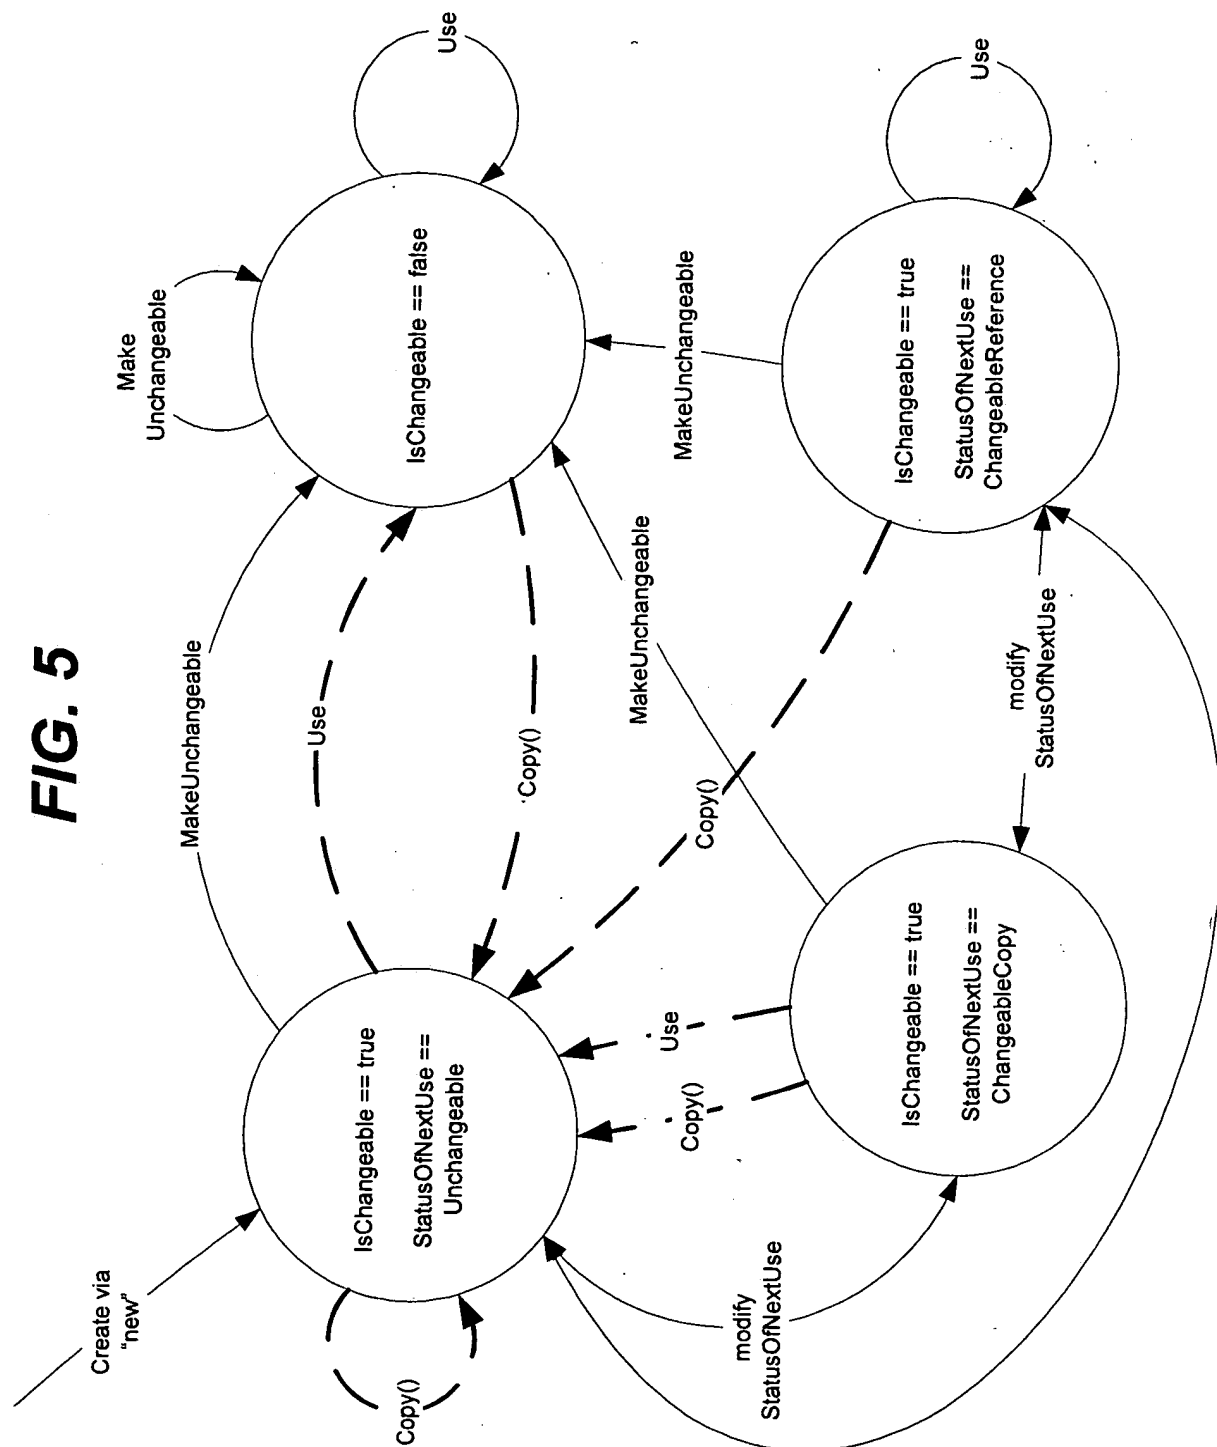 FIG. 5
Create via
"new"
Copy()
IsChangeable == true
StatusOfNextUse ==
Unchangeable
MakeUnchangeable
Use
Copy()
Make
Unchangeable
Use
IsChangeable == false
MakeUnchangeable
MakeUnchangeable
Copy()
Use
Copy()
modify
StatusOfNextUse
IsChangeable == true
StatusOfNextUse ==
ChangeableCopy
modify
StatusOfNextUse
IsChangeable == true
StatusOfNextUse ==
ChangeableReference
Use